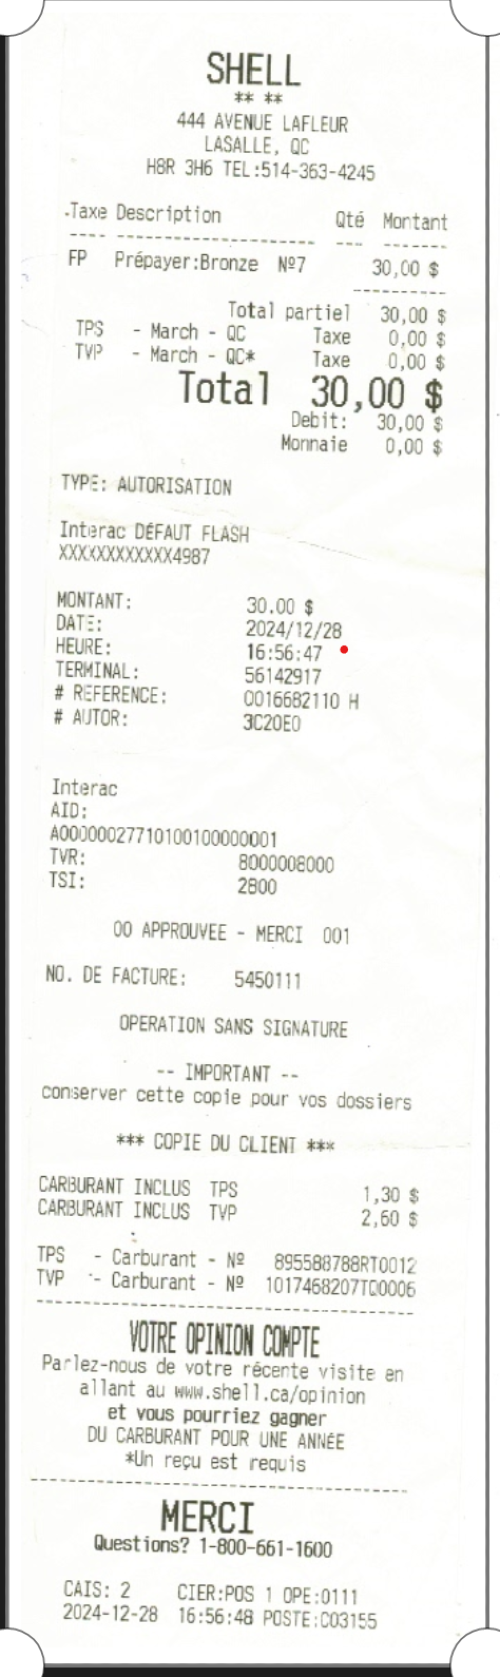 SHELL
** **
444 AVENUE LAFLEUR
LASALLE, QC
H8R 3H6 TEL:514-363-4245
.Taxe Description Qté Montant
---- --------------------- --- -------
FP Prépayer:Bronze Nº7 30,00 $
----------
Total partiel 30,00 $
TPS - March - QC Taxe 0,00 $
TVP - March - QC* Taxe 0,00 $
Total 30,00 $
Debit: 30,00 $
Monnaie 0,00 $
TYPE: AUTORISATION
Interac DÉFAUT FLASH
XXXXXXXXXXXX4987
MONTANT: 30.00 $
DATE: 2024/12/28
HEURE: 16:56:47
TERMINAL: 56142917
# REFERENCE: 0016682110 H
# AUTOR: 3C20E0
Interac
AID:
A00000027710100100000001
TVR: 8000008000
TSI: 2800
00 APPROUVEE - MERCI 001
NO. DE FACTURE: 5450111
OPERATION SANS SIGNATURE
-- IMPORTANT --
conserver cette copie pour vos dossiers
*** COPIE DU CLIENT ***
CARBURANT INCLUS TPS 1,30 $
CARBURANT INCLUS TVP 2,60 $
TPS - Carburant - Nº 895588788RT0012
TVP - Carburant - Nº 1017468207TQ0006
----------------------------------------
VOTRE OPINION COMPTE
Parlez-nous de votre récente visite en
allant au www.shell.ca/opinion
et vous pourriez gagner
DU CARBURANT POUR UNE ANNÉE
*Un reçu est requis
----------------------------------------
MERCI
Questions? 1-800-661-1600
CAIS: 2 CIER:POS 1 OPE:0111
2024-12-28 16:56:48 POSTE:C03155